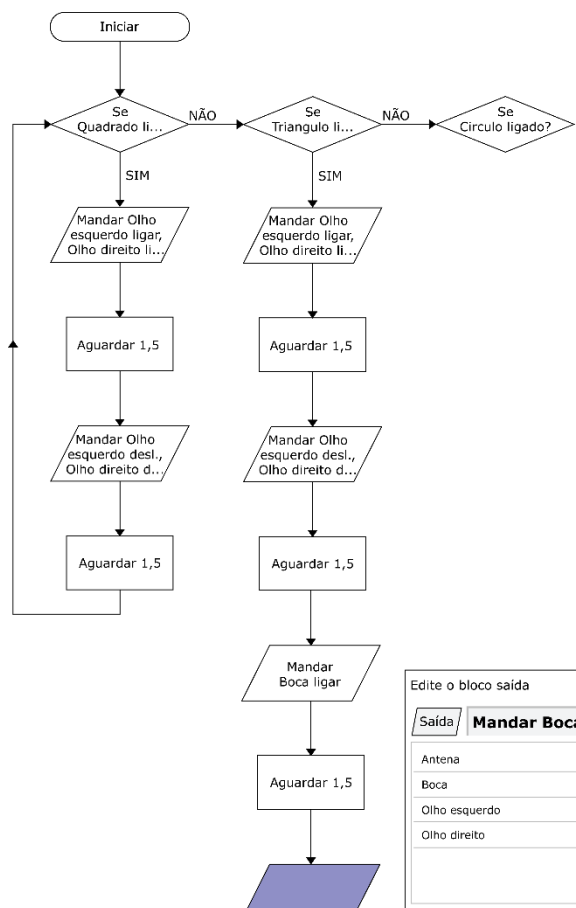 Iniciar
Se
Quadrado li...
NÃO
Se
Triangulo li...
NÃO
Se
Circulo ligado?
SIM
SIM
Mandar Olho
esquerdo ligar,
Olho direito li...
Mandar Olho
esquerdo ligar,
Olho direito li...
Aguardar 1,5
Aguardar 1,5
Mandar Olho
esquerdo desl.,
Olho direito d...
Mandar Olho
esquerdo desl.,
Olho direito d...
Aguardar 1,5
Aguardar 1,5
Mandar
Boca ligar
Aguardar 1,5
Edite o bloco saída
Saída Mandar Boca
Antena
Boca
Olho esquerdo
Olho direito